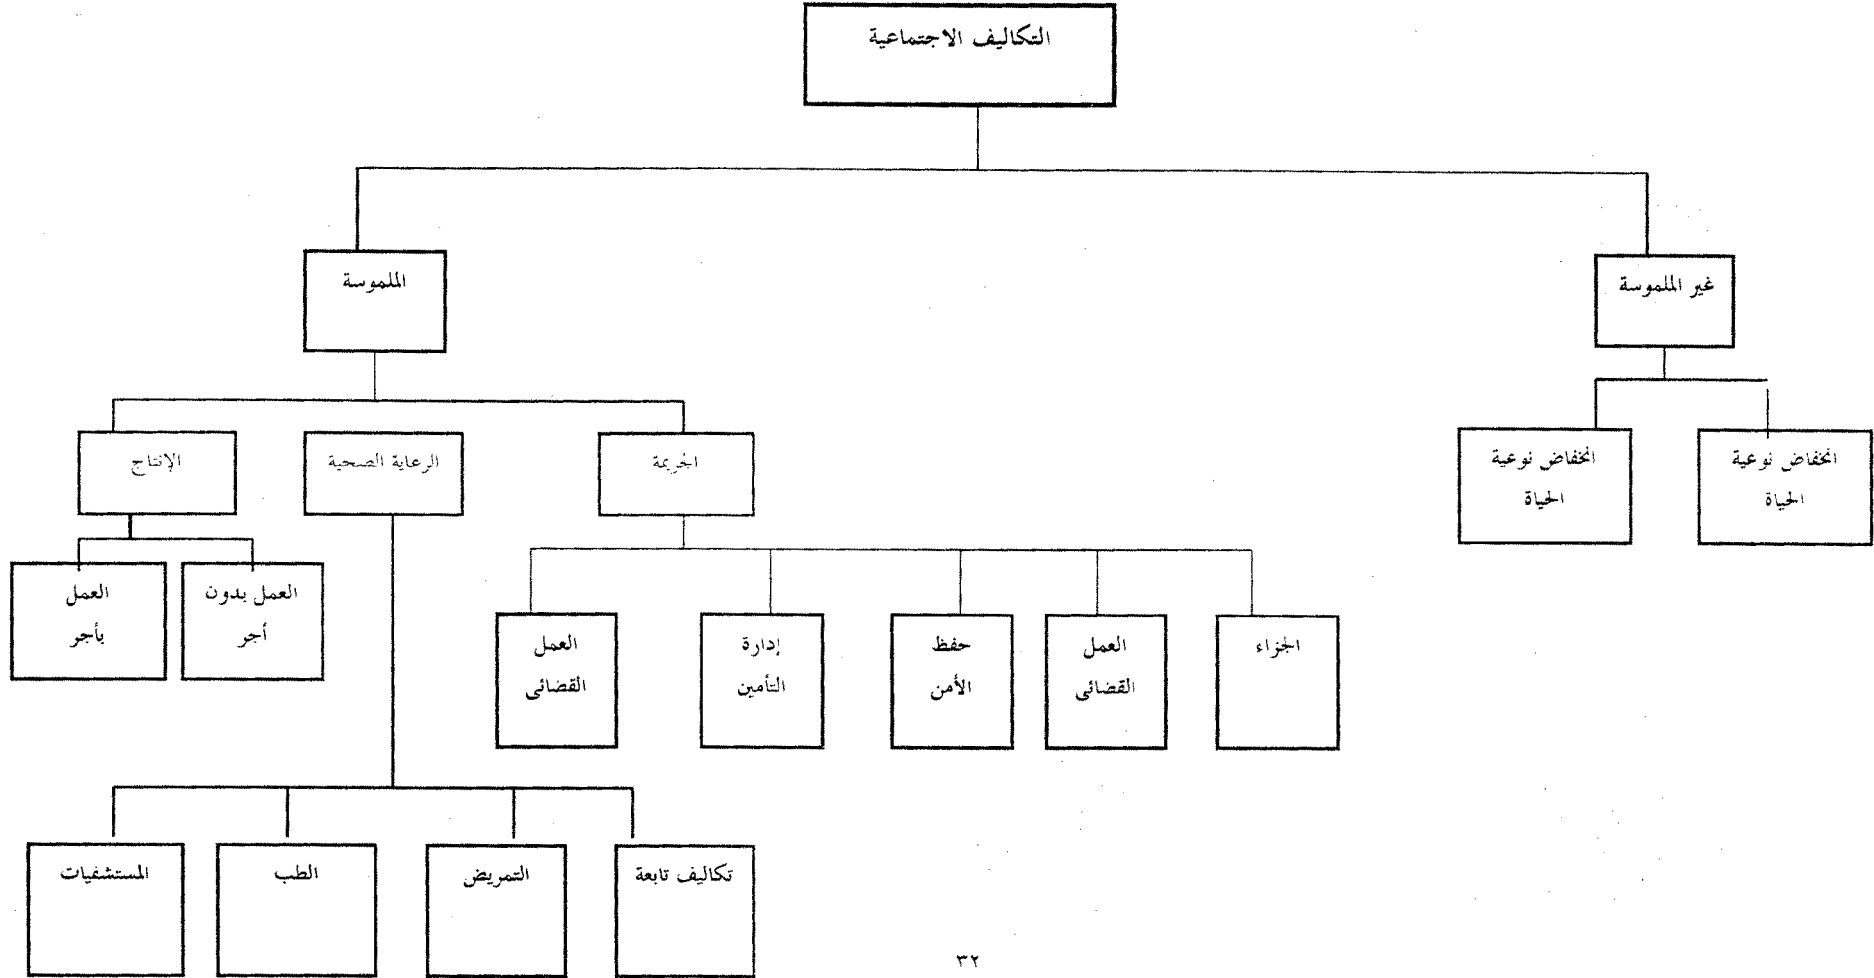 التكاليف الاجتماعية
غير الملموسة
الملموسة
انخفاض نوعية
الحياة
انخفاض نوعية
الحياة
الجريمة
الرعاية الصحية
الإنتاج
الجزاء
العمل
القضائى
حفظ
الأمن
إدارة
التأمين
العمل
القضائى
العمل بدون
أجر
العمل
بأجر
تكاليف تابعة
التمريض
الطب
المستشفيات
٣٢